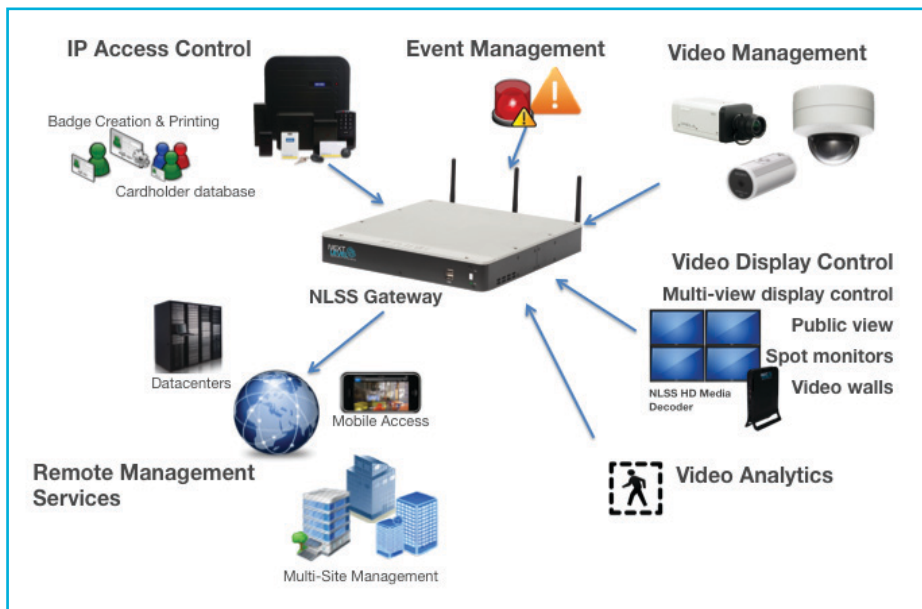 IP Access Control
Event Management
Video Management
Badge Creation & Printing
Cardholder database
NEXT
LEVEL
NLSS Gateway
Video Display Control
Multi-view display control
Public view
Spot monitors
Video walls
NLSS HD Media
Decoder
Datacenters
Mobile Access
Remote Management
Services
Multi-Site Management
Video Analytics